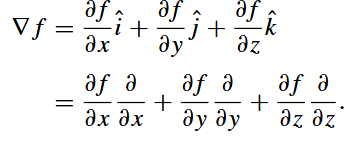 ∇f = ∂f/∂x î + ∂f/∂y ĵ + ∂f/∂z k̂
= ∂f/∂x ∂/∂x + ∂f/∂y ∂/∂y + ∂f/∂z ∂/∂z.